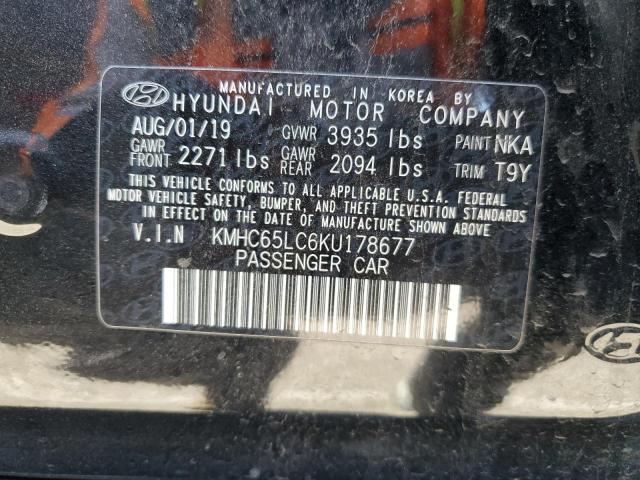 MANUFACTURED IN KOREA BY
HYUNDAI MOTOR COMPANY
AUG/01/19 GVWR 3935 lbs PAINT NKA
GAWR FRONT 2271 lbs GAWR REAR 2094 lbs TRIM T9Y
THIS VEHICLE CONFORMS TO ALL APPLICABLE U.S.A. FEDERAL
MOTOR VEHICLE SAFETY, BUMPER, AND THEFT PREVENTION STANDARDS
IN EFFECT ON THE DATE OF MANUFACTURE SHOWN ABOVE.
V.I.N KMHC65LC6KU178677
PASSENGER CAR